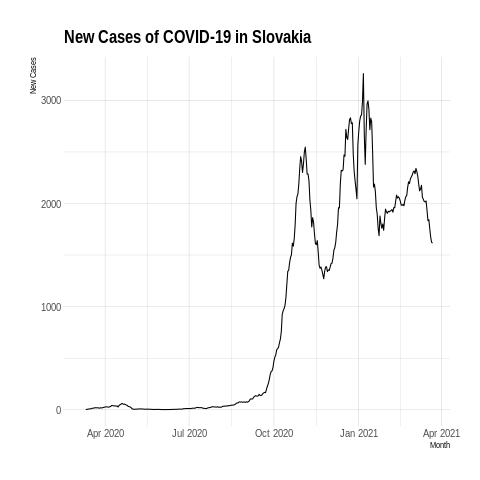 New Cases of COVID-19 in Slovakia
New Cases
3000
2000
1000
0
Apr 2020 Jul 2020 Oct 2020 Jan 2021 Apr 2021
Month